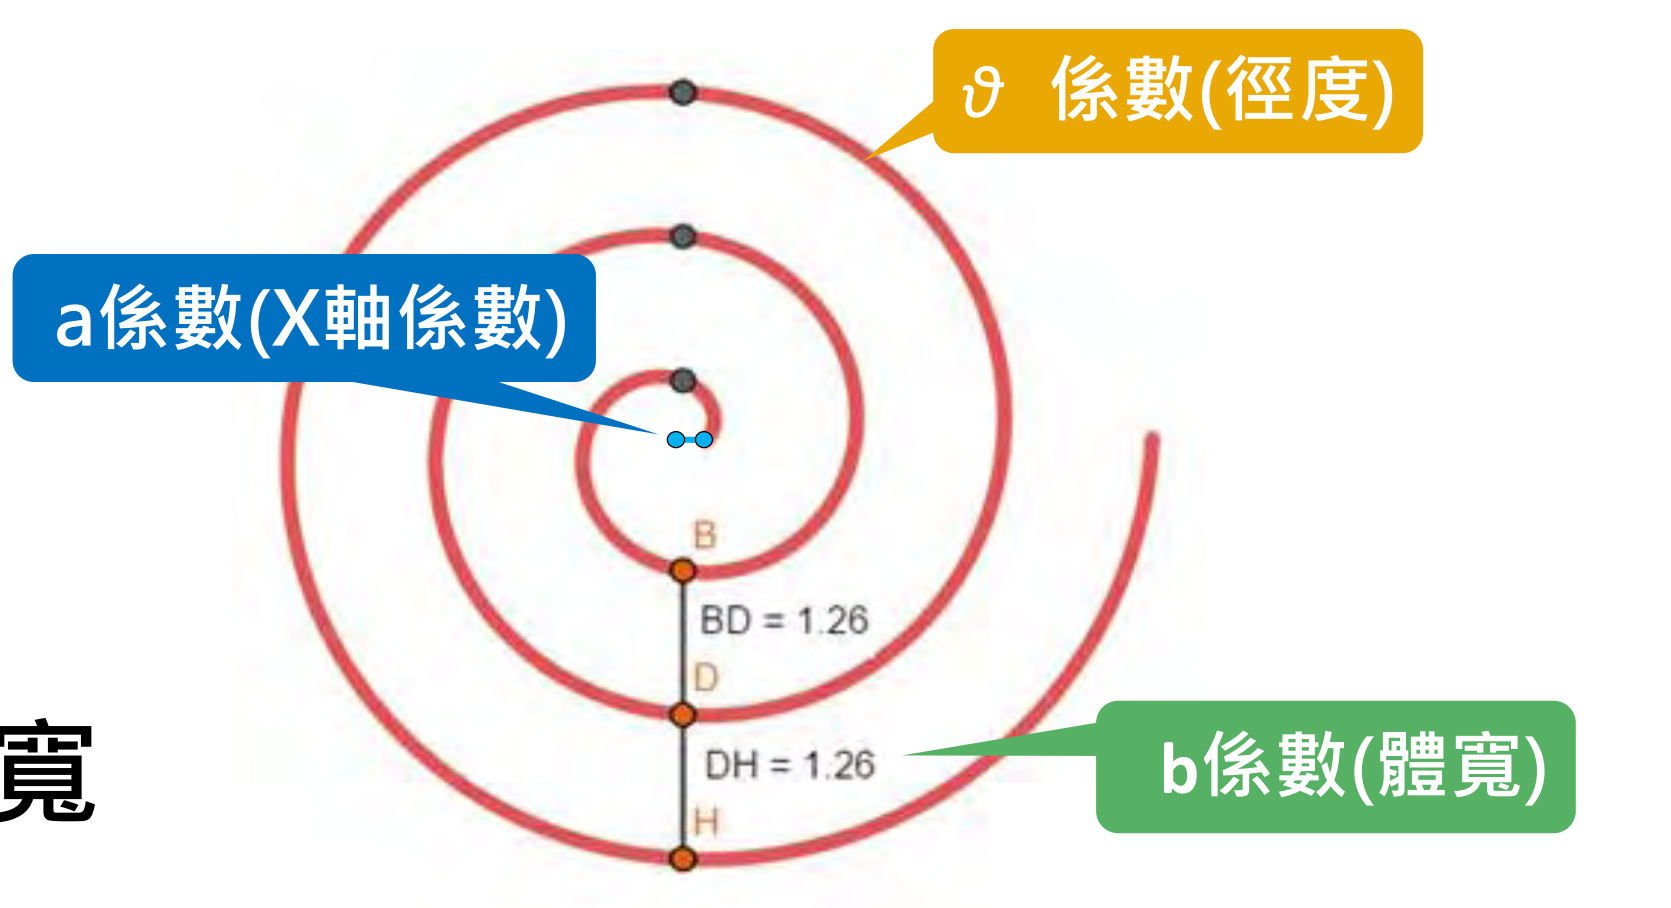 ϑ 係數(徑度)
a係數(X軸係數)
B
BD = 1.26
D
寬
DH = 1.26
b係數(體寬)
H